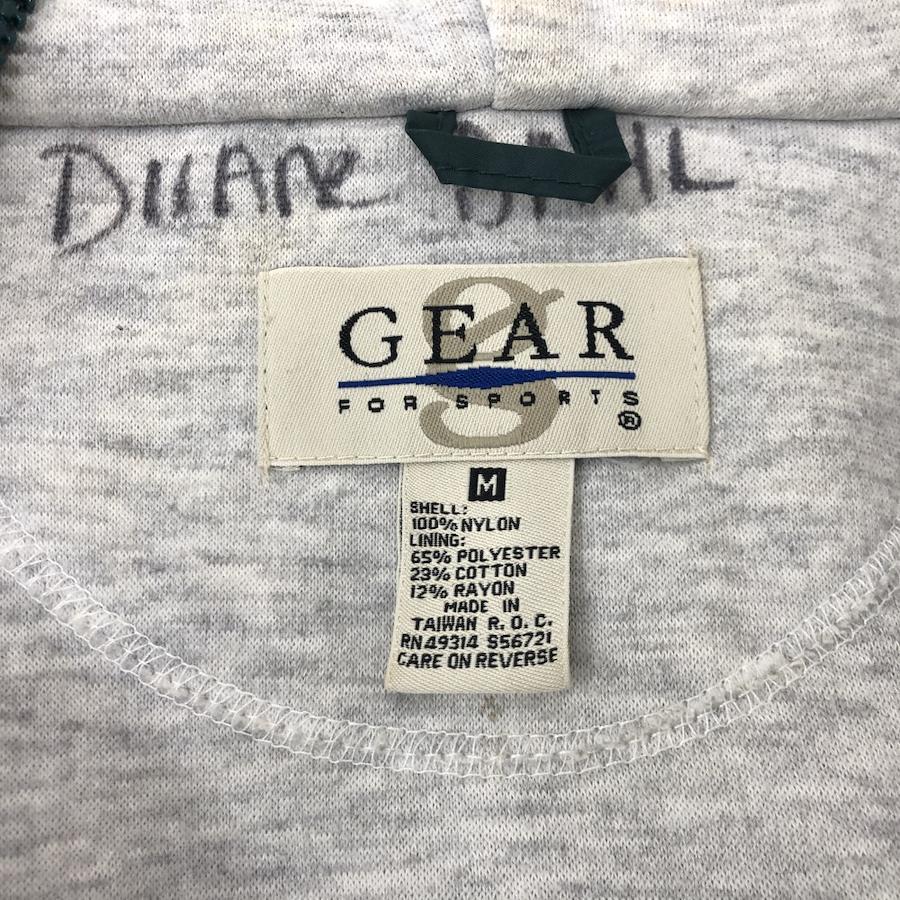 DUANE
GEAR
FOR SPORTS
®
M
SHELL:
100% NYLON
LINING:
65% POLYESTER
23% COTTON
12% RAYON
MADE IN
TAIWAN R.O.C.
RN49314 S56721
CARE ON REVERSE